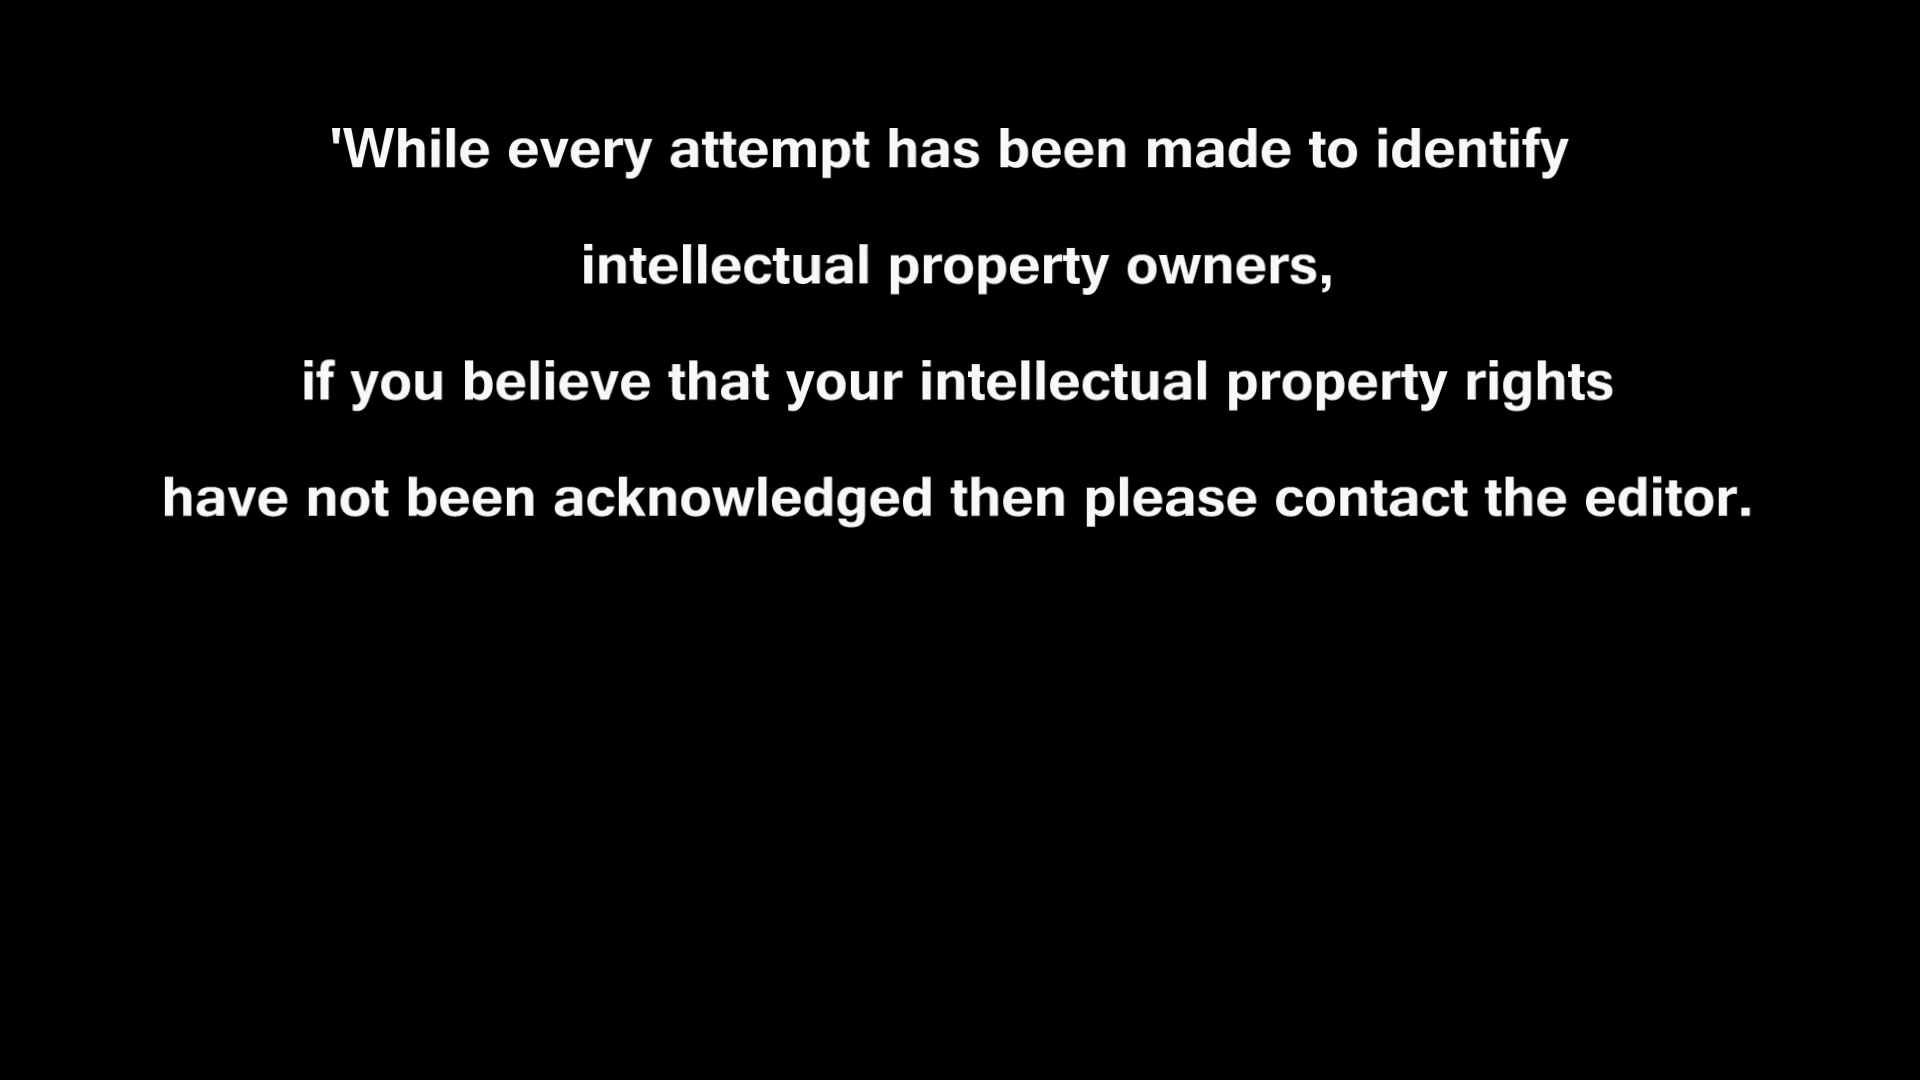 'While every attempt has been made to identify
intellectual property owners,
if you believe that your intellectual property rights
have not been acknowledged then please contact the editor.